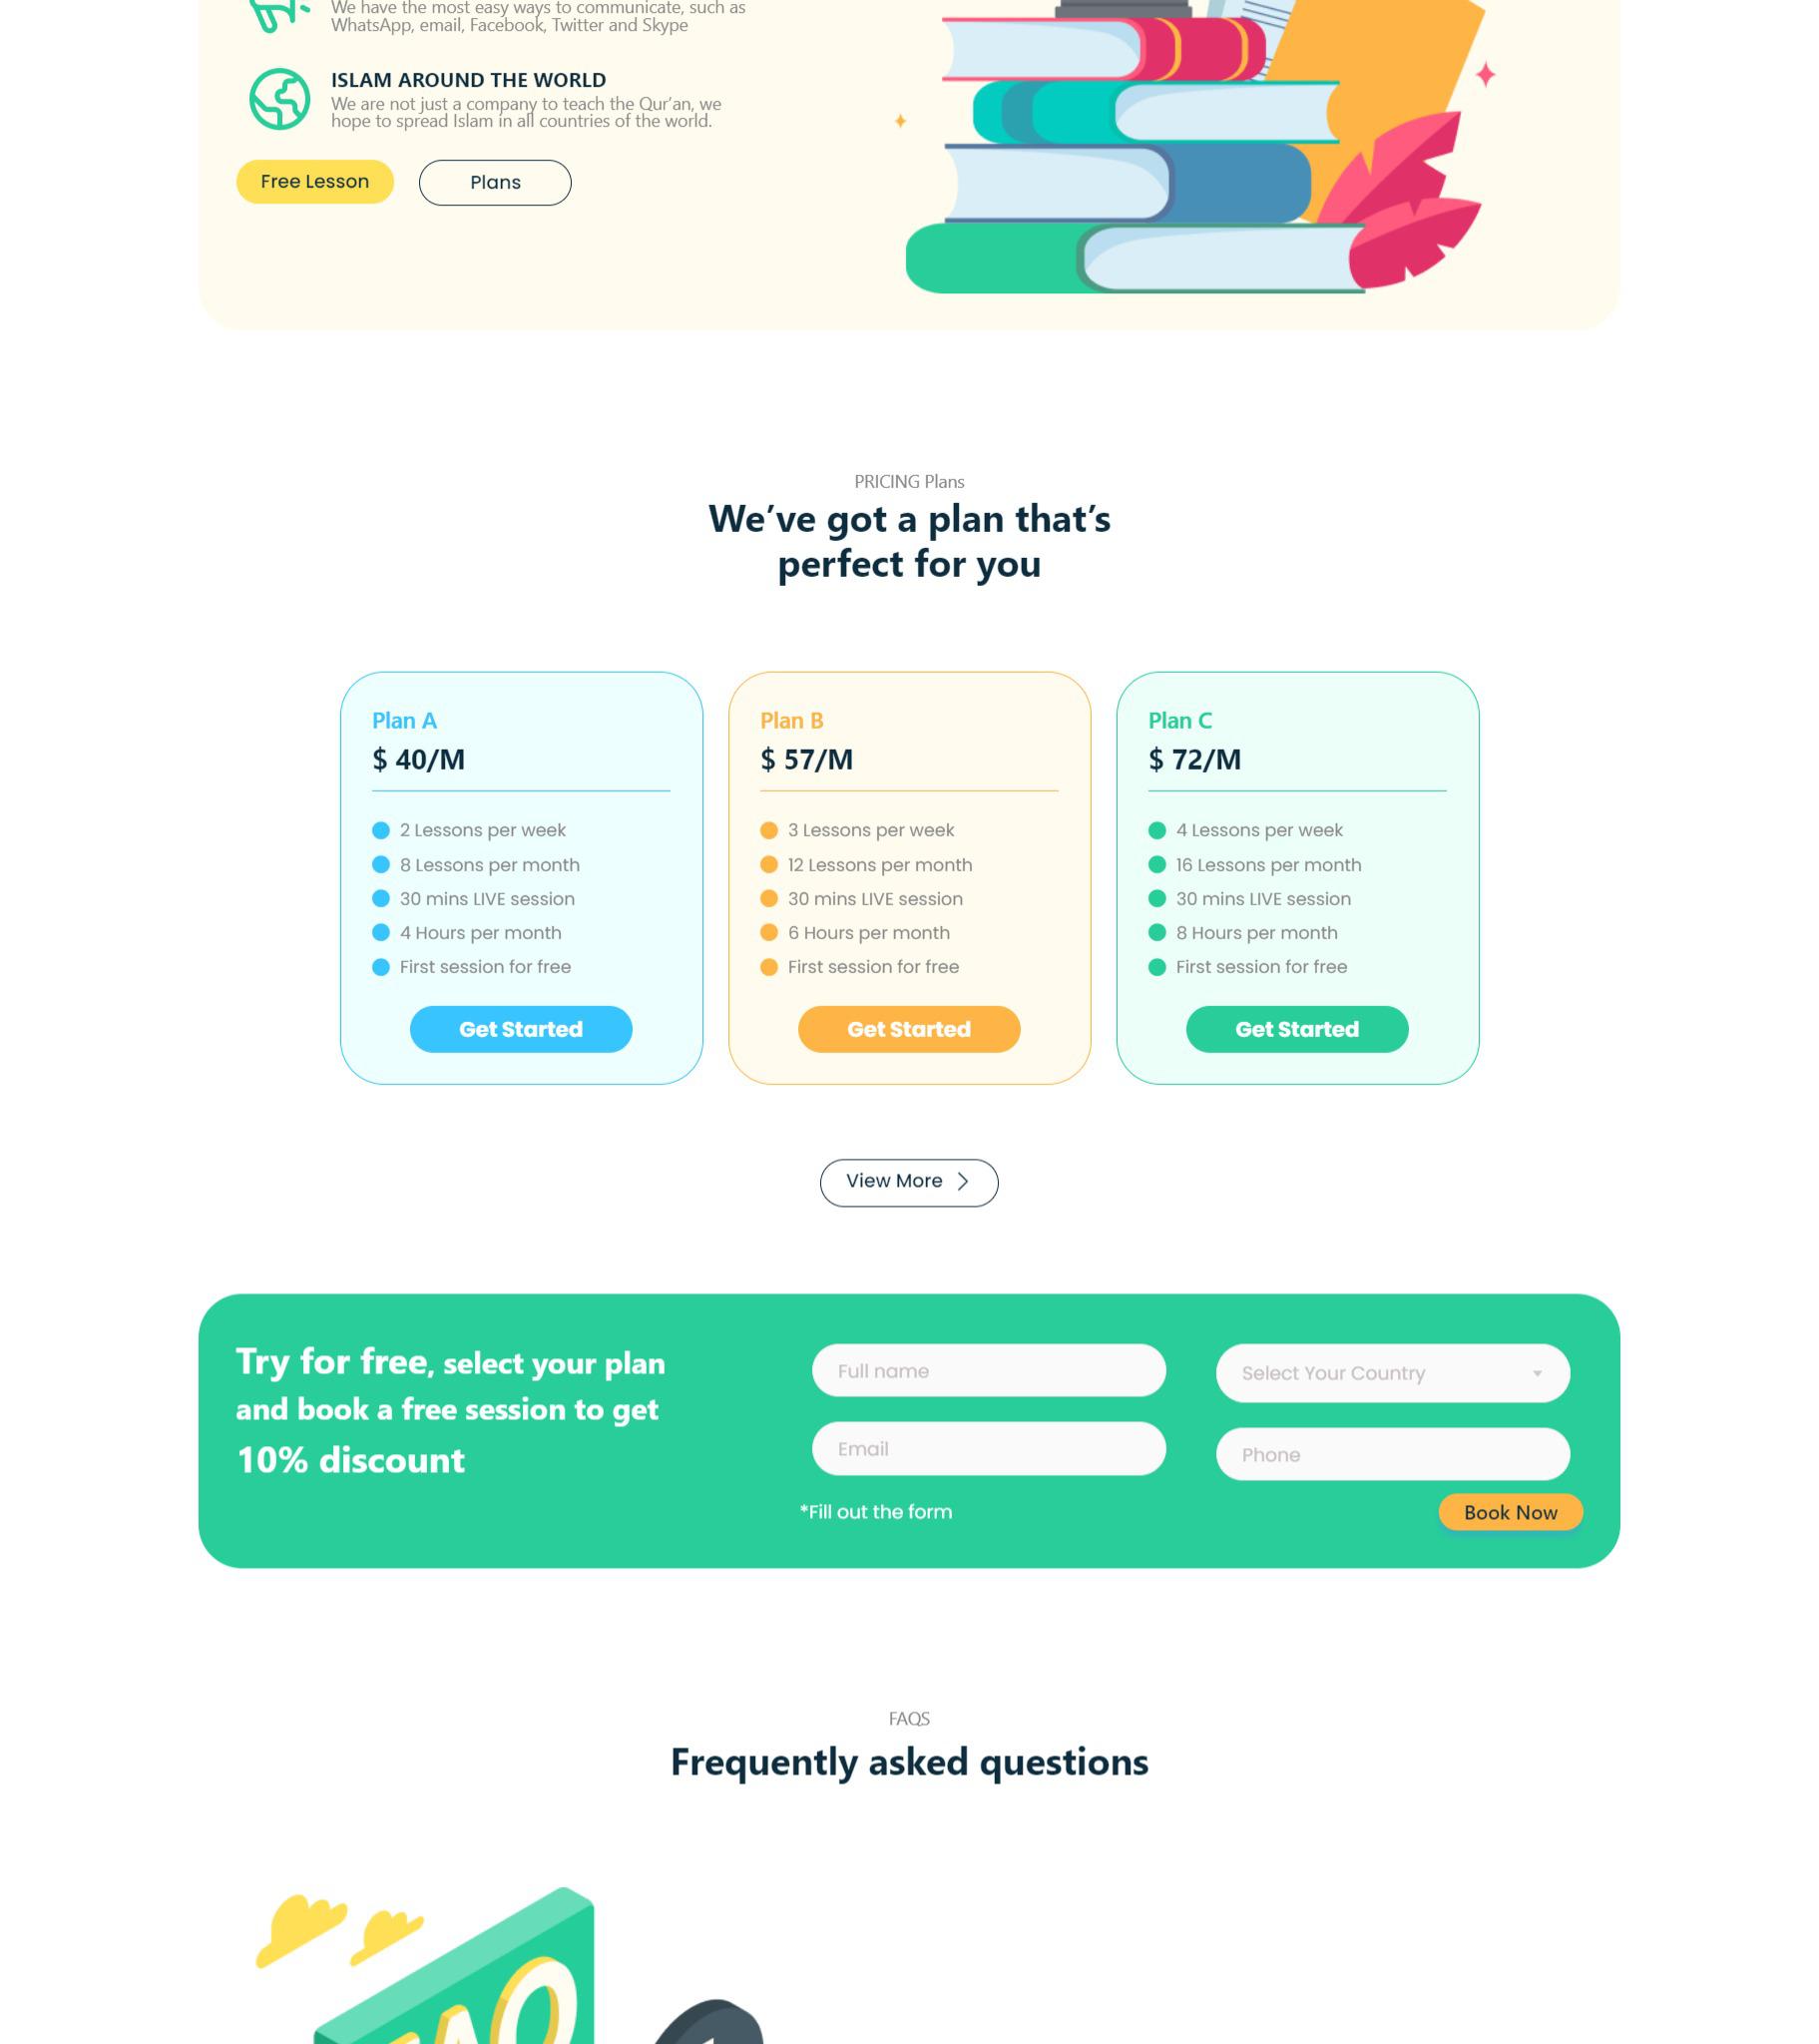 We have the most easy ways to communicate, such as
WhatsApp, email, Facebook, Twitter and Skype
ISLAM AROUND THE WORLD
We are not just a company to teach the Qur’an, we
hope to spread Islam in all countries of the world.
Free Lesson
Plans
PRICING Plans
We’ve got a plan that’s
perfect for you
Plan A
$ 40/M
2 Lessons per week
8 Lessons per month
30 mins LIVE session
4 Hours per month
First session for free
Get Started
Plan B
$ 57/M
3 Lessons per week
12 Lessons per month
30 mins LIVE session
6 Hours per month
First session for free
Get Started
Plan C
$ 72/M
4 Lessons per week
16 Lessons per month
30 mins LIVE session
8 Hours per month
First session for free
Get Started
View More
Try for free, select your plan
and book a free session to get
10% discount
Full name
Select Your Country
Email
Phone
*Fill out the form
Book Now
FAQS
Frequently asked questions
FAQ